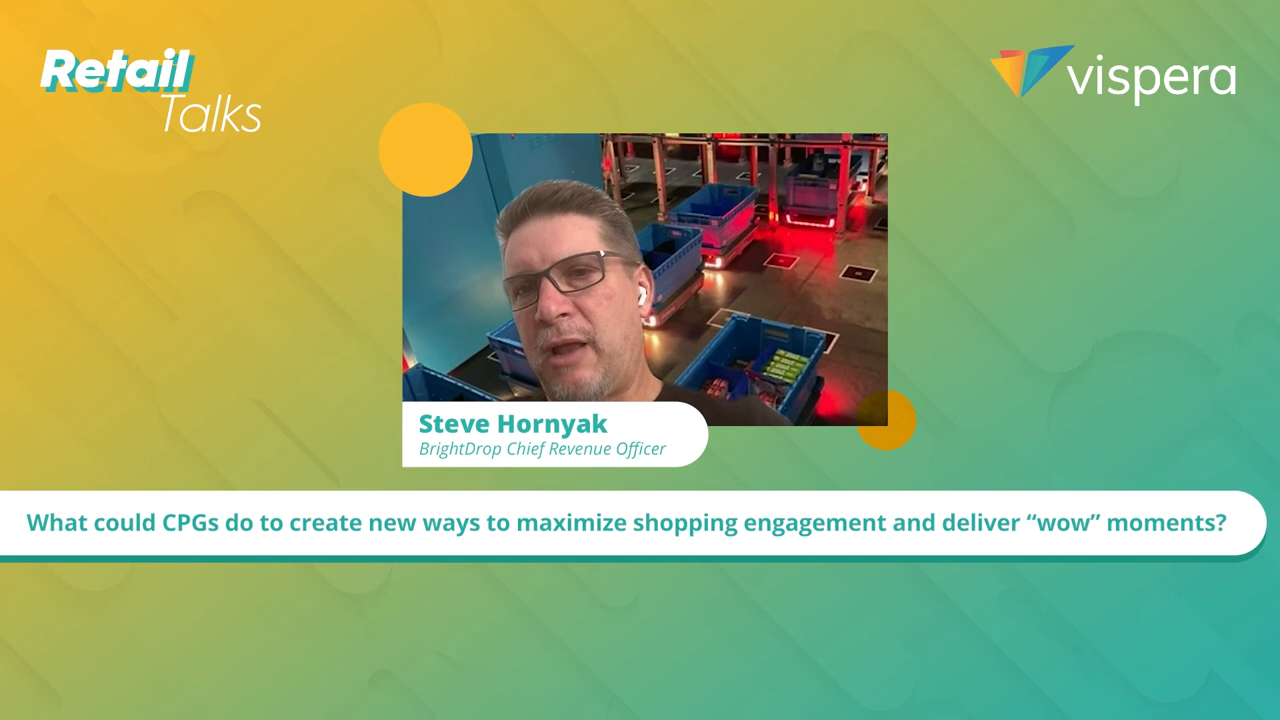 Retail
Talks
vispera
Steve Hornyak
BrightDrop Chief Revenue Officer
What could CPGs do to create new ways to maximize shopping engagement and deliver “wow” moments?